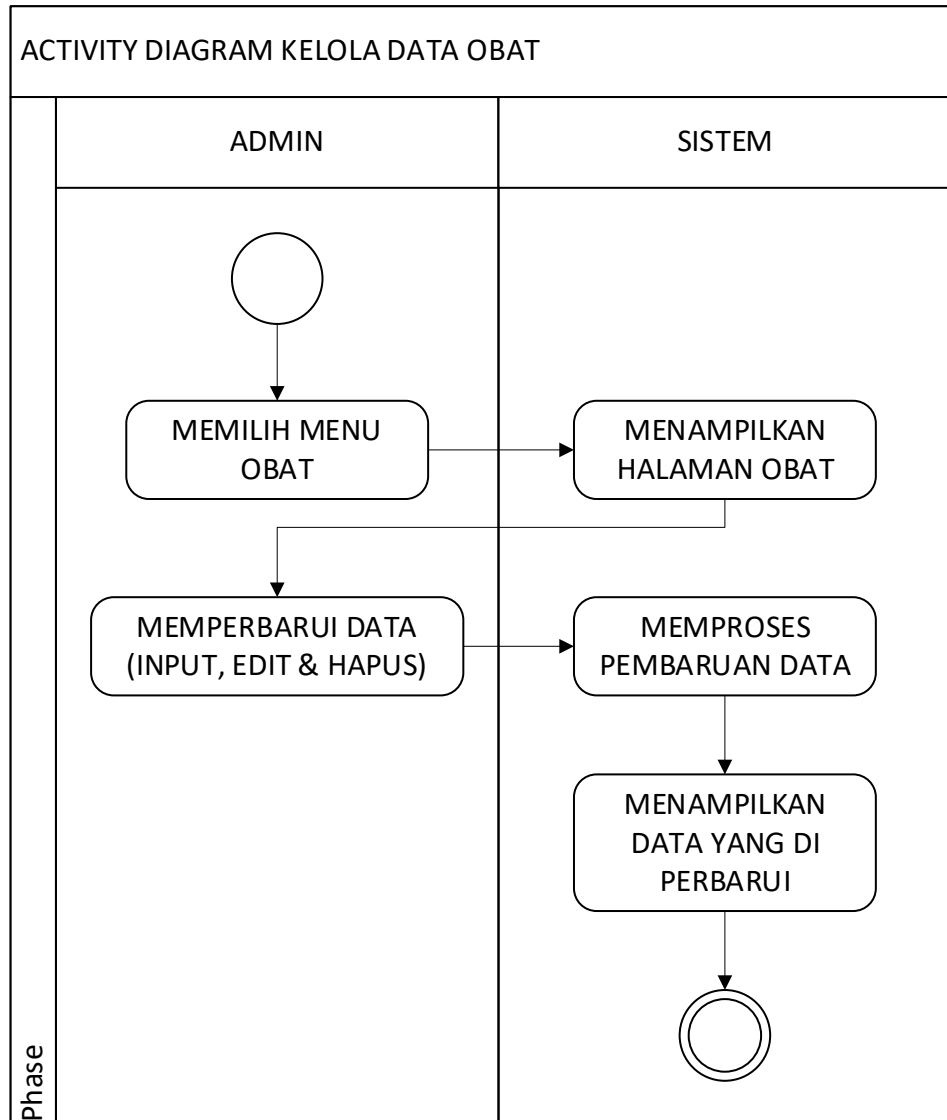 ACTIVITY DIAGRAM KELOLA DATA OBAT
ADMIN
SISTEM
MEMILIH MENU
OBAT
MENAMPILKAN
HALAMAN OBAT
MEMPERBARUI DATA
(INPUT, EDIT & HAPUS)
MEMPROSES
PEMBARUAN DATA
MENAMPILKAN
DATA YANG DI
PERBARUI
Phase